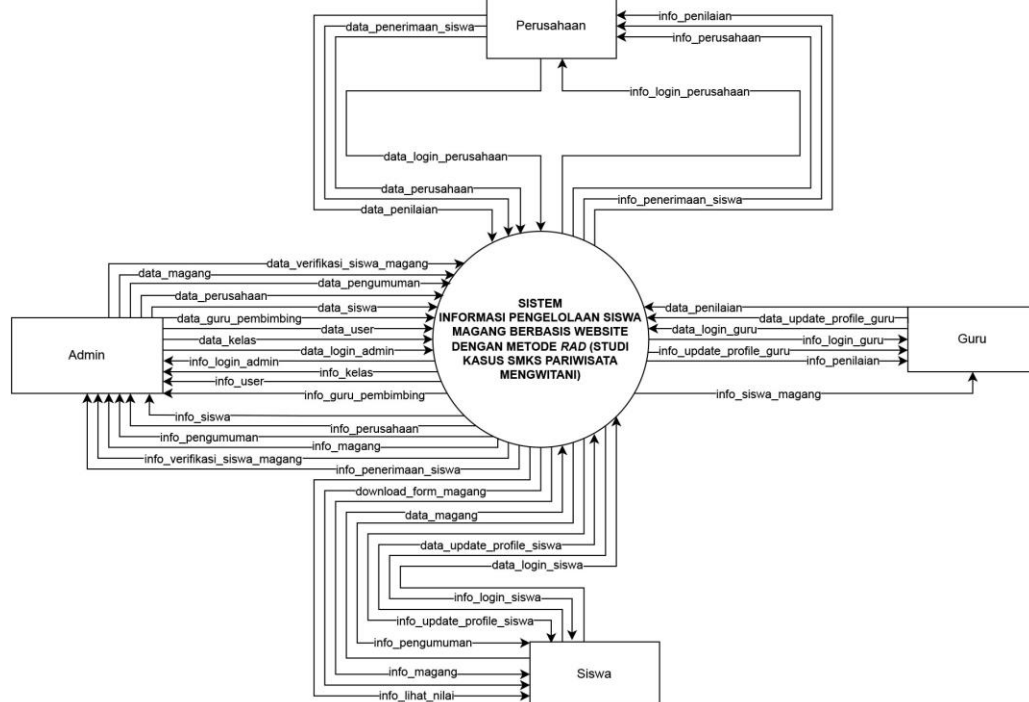 data_penerimaan_siswa
Perusahaan
info_penilaian
info_perusahaan
info_login_perusahaan
data_login_perusahaan
data_perusahaan
info_penerimaan_siswa
data_penilaian
data_verifikasi_siswa_magang
data_magang
data_pengumuman
data_perusahaan
data_siswa
data_guru_pembimbing
data_user
data_kelas
data_login_admin
Admin
info_login_admin
info_kelas
info_user
info_guru_pembimbing
info_siswa
info_perusahaan
info_pengumuman
info_magang
info_verifikasi_siswa_magang
info_penerimaan_siswa
SISTEM
INFORMASI PENGELOLAAN SISWA
MAGANG BERBASIS WEBSITE
DENGAN METODE RAD (STUDI
KASUS SMKS PARIWISATA
MENGWITANI)
data_penilaian
data_update_profile_guru
data_login_guru
info_login_guru
info_update_profile_guru
info_penilaian
Guru
info_siswa_magang
download_form_magang
data_magang
data_update_profile_siswa
data_login_siswa
info_login_siswa
info_update_profile_siswa
info_pengumuman
info_magang
Siswa
info_lihat_nilai